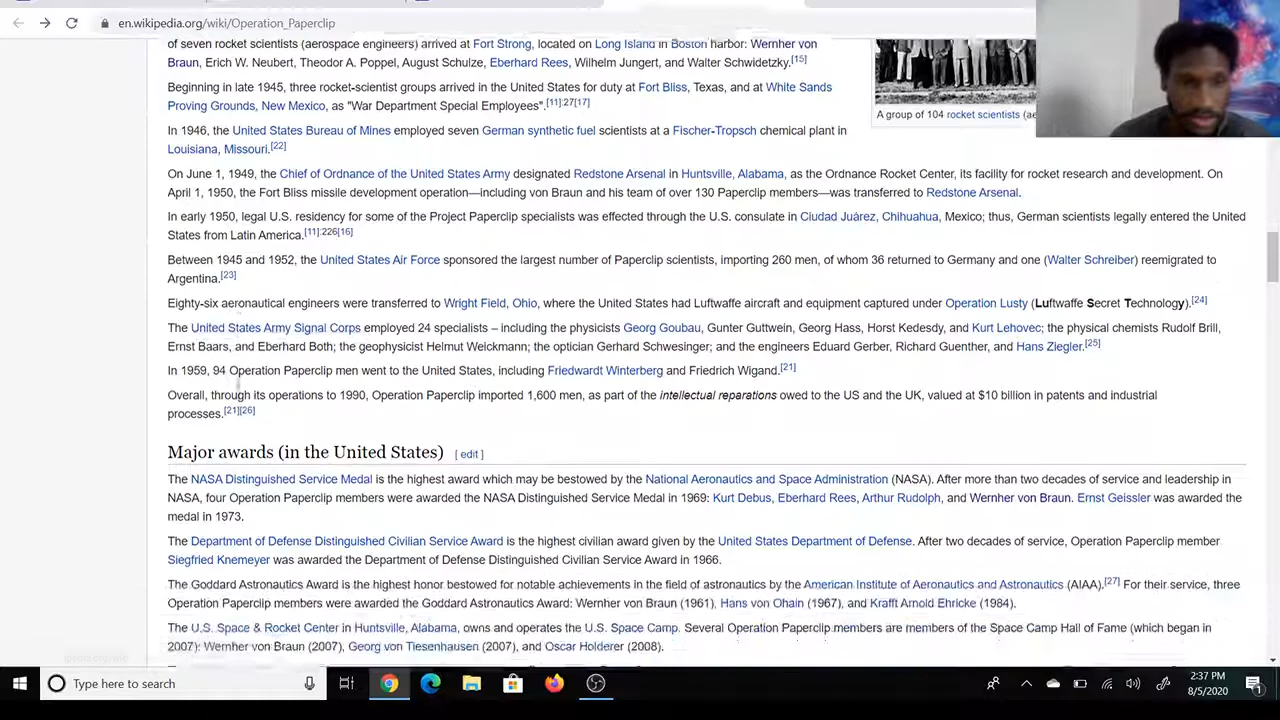 en.wikipedia.org/wiki/Operation_Paperclip
of seven rocket scientists (aerospace engineers) arrived at Fort Strong, located on Long Island in Boston harbor: Wernher von
Braun, Erich W. Neubert, Theodor A. Poppel, August Schulze, Eberhard Rees, Wilhelm Jungert, and Walter Schwidetzky.[15]
Beginning in late 1945, three rocket-scientist groups arrived in the United States for duty at Fort Bliss, Texas, and at White Sands
Proving Grounds, New Mexico, as "War Department Special Employees".[11]:27[17]
A group of 104 rocket scientists (ae
In 1946, the United States Bureau of Mines employed seven German synthetic fuel scientists at a Fischer-Tropsch chemical plant in
Louisiana, Missouri.[22]
On June 1, 1949, the Chief of Ordnance of the United States Army designated Redstone Arsenal in Huntsville, Alabama, as the Ordnance Rocket Center, its facility for rocket research and development. On
April 1, 1950, the Fort Bliss missile development operation—including von Braun and his team of over 130 Paperclip members—was transferred to Redstone Arsenal.
In early 1950, legal U.S. residency for some of the Project Paperclip specialists was effected through the U.S. consulate in Ciudad Juárez, Chihuahua, Mexico; thus, German scientists legally entered the United
States from Latin America.[11]:226[16]
Between 1945 and 1952, the United States Air Force sponsored the largest number of Paperclip scientists, importing 260 men, of whom 36 returned to Germany and one (Walter Schreiber) reemigrated to
Argentina.[23]
Eighty-six aeronautical engineers were transferred to Wright Field, Ohio, where the United States had Luftwaffe aircraft and equipment captured under Operation Lusty (Luftwaffe Secret Technology).[24]
The United States Army Signal Corps employed 24 specialists – including the physicists Georg Goubau, Gunter Guttwein, Georg Hass, Horst Kedesdy, and Kurt Lehovec; the physical chemists Rudolf Brill,
Ernst Baars, and Eberhard Both; the geophysicist Helmut Weickmann; the optician Gerhard Schwesinger; and the engineers Eduard Gerber, Richard Guenther, and Hans Ziegler.[25]
In 1959, 94 Operation Paperclip men went to the United States, including Friedwardt Winterberg and Friedrich Wigand.[21]
Overall, through its operations to 1990, Operation Paperclip imported 1,600 men, as part of the intellectual reparations owed to the US and the UK, valued at $10 billion in patents and industrial
processes.[21][26]
Major awards (in the United States) [ edit ]
The NASA Distinguished Service Medal is the highest award which may be bestowed by the National Aeronautics and Space Administration (NASA). After more than two decades of service and leadership in
NASA, four Operation Paperclip members were awarded the NASA Distinguished Service Medal in 1969: Kurt Debus, Eberhard Rees, Arthur Rudolph, and Wernher von Braun. Ernst Geissler was awarded the
medal in 1973.
The Department of Defense Distinguished Civilian Service Award is the highest civilian award given by the United States Department of Defense. After two decades of service, Operation Paperclip member
Siegfried Knemeyer was awarded the Department of Defense Distinguished Civilian Service Award in 1966.
The Goddard Astronautics Award is the highest honor bestowed for notable achievements in the field of astronautics by the American Institute of Aeronautics and Astronautics (AIAA).[27] For their service, three
Operation Paperclip members were awarded the Goddard Astronautics Award: Wernher von Braun (1961), Hans von Ohain (1967), and Krafft Arnold Ehricke (1984).
The U.S. Space & Rocket Center in Huntsville, Alabama, owns and operates the U.S. Space Camp. Several Operation Paperclip members are members of the Space Camp Hall of Fame (which began in
2007): Wernher von Braun (2007), Georg von Tiesenhausen (2007), and Oscar Holderer (2008).
Type here to search
2:37 PM
8/5/2020
1